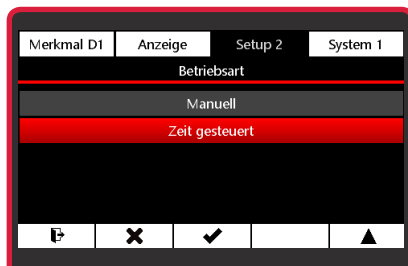 Merkmal D1 Anzeige Setup 2 System 1
Betriebsart
Manuell
Zeit gesteuert